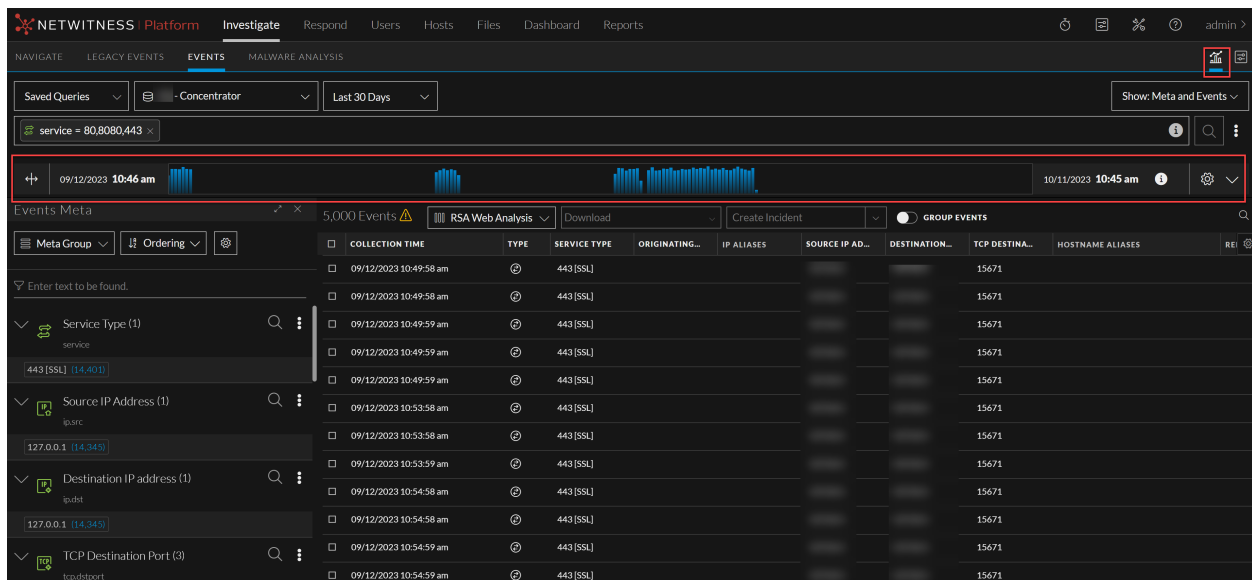 NETWITNESS Platform Investigate Respond Users Hosts Files Dashboard Reports admin >
NAVIGATE LEGACY EVENTS EVENTS MALWARE ANALYSIS
Saved Queries - Concentrator Last 30 Days Show: Meta and Events
service = 80,8080,443 ×
09/12/2023 10:46 am 10/11/2023 10:45 am
Events Meta 5,000 Events RSA Web Analysis Download Create Incident GROUP EVENTS
Meta Group Ordering
COLLECTION TIME TYPE SERVICE TYPE ORIGINATING... IP ALIASES SOURCE IP AD... DESTINATION... TCP DESTINA... HOSTNAME ALIASES
Enter text to be found.
Service Type (1)
service
443 [SSL] (14,401)
Source IP Address (1)
ip.src
127.0.0.1 (14,345)
Destination IP address (1)
ip.dst
127.0.0.1 (14,345)
TCP Destination Port (3)
tcp.dstport
09/12/2023 10:49:58 am 443 [SSL] 15671
09/12/2023 10:49:58 am 443 [SSL] 15671
09/12/2023 10:49:59 am 443 [SSL] 15671
09/12/2023 10:49:59 am 443 [SSL] 15671
09/12/2023 10:49:59 am 443 [SSL] 15671
09/12/2023 10:53:58 am 443 [SSL] 15671
09/12/2023 10:53:58 am 443 [SSL] 15671
09/12/2023 10:53:59 am 443 [SSL] 15671
09/12/2023 10:54:58 am 443 [SSL] 15671
09/12/2023 10:54:58 am 443 [SSL] 15671
09/12/2023 10:54:59 am 443 [SSL] 15671
09/12/2023 10:54:59 am 443 [SSL] 15671